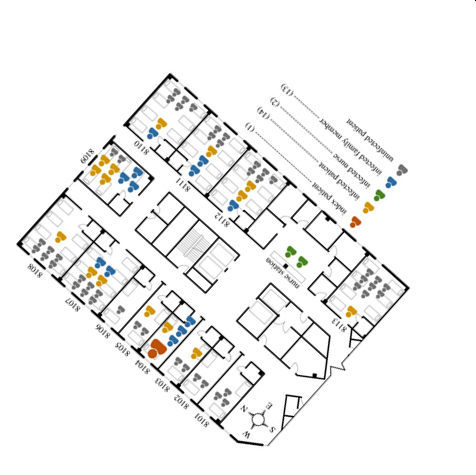 index patient ------------ (1)
infected patient ------------ (14)
infected nurse ------------ (2)
infected family member ------------ (13)
uninfected patient
nurse station
8101
8102
8103
8104
8105
8106
8107
8108
8109
8110
8111
8112
8113
N
E
S
W